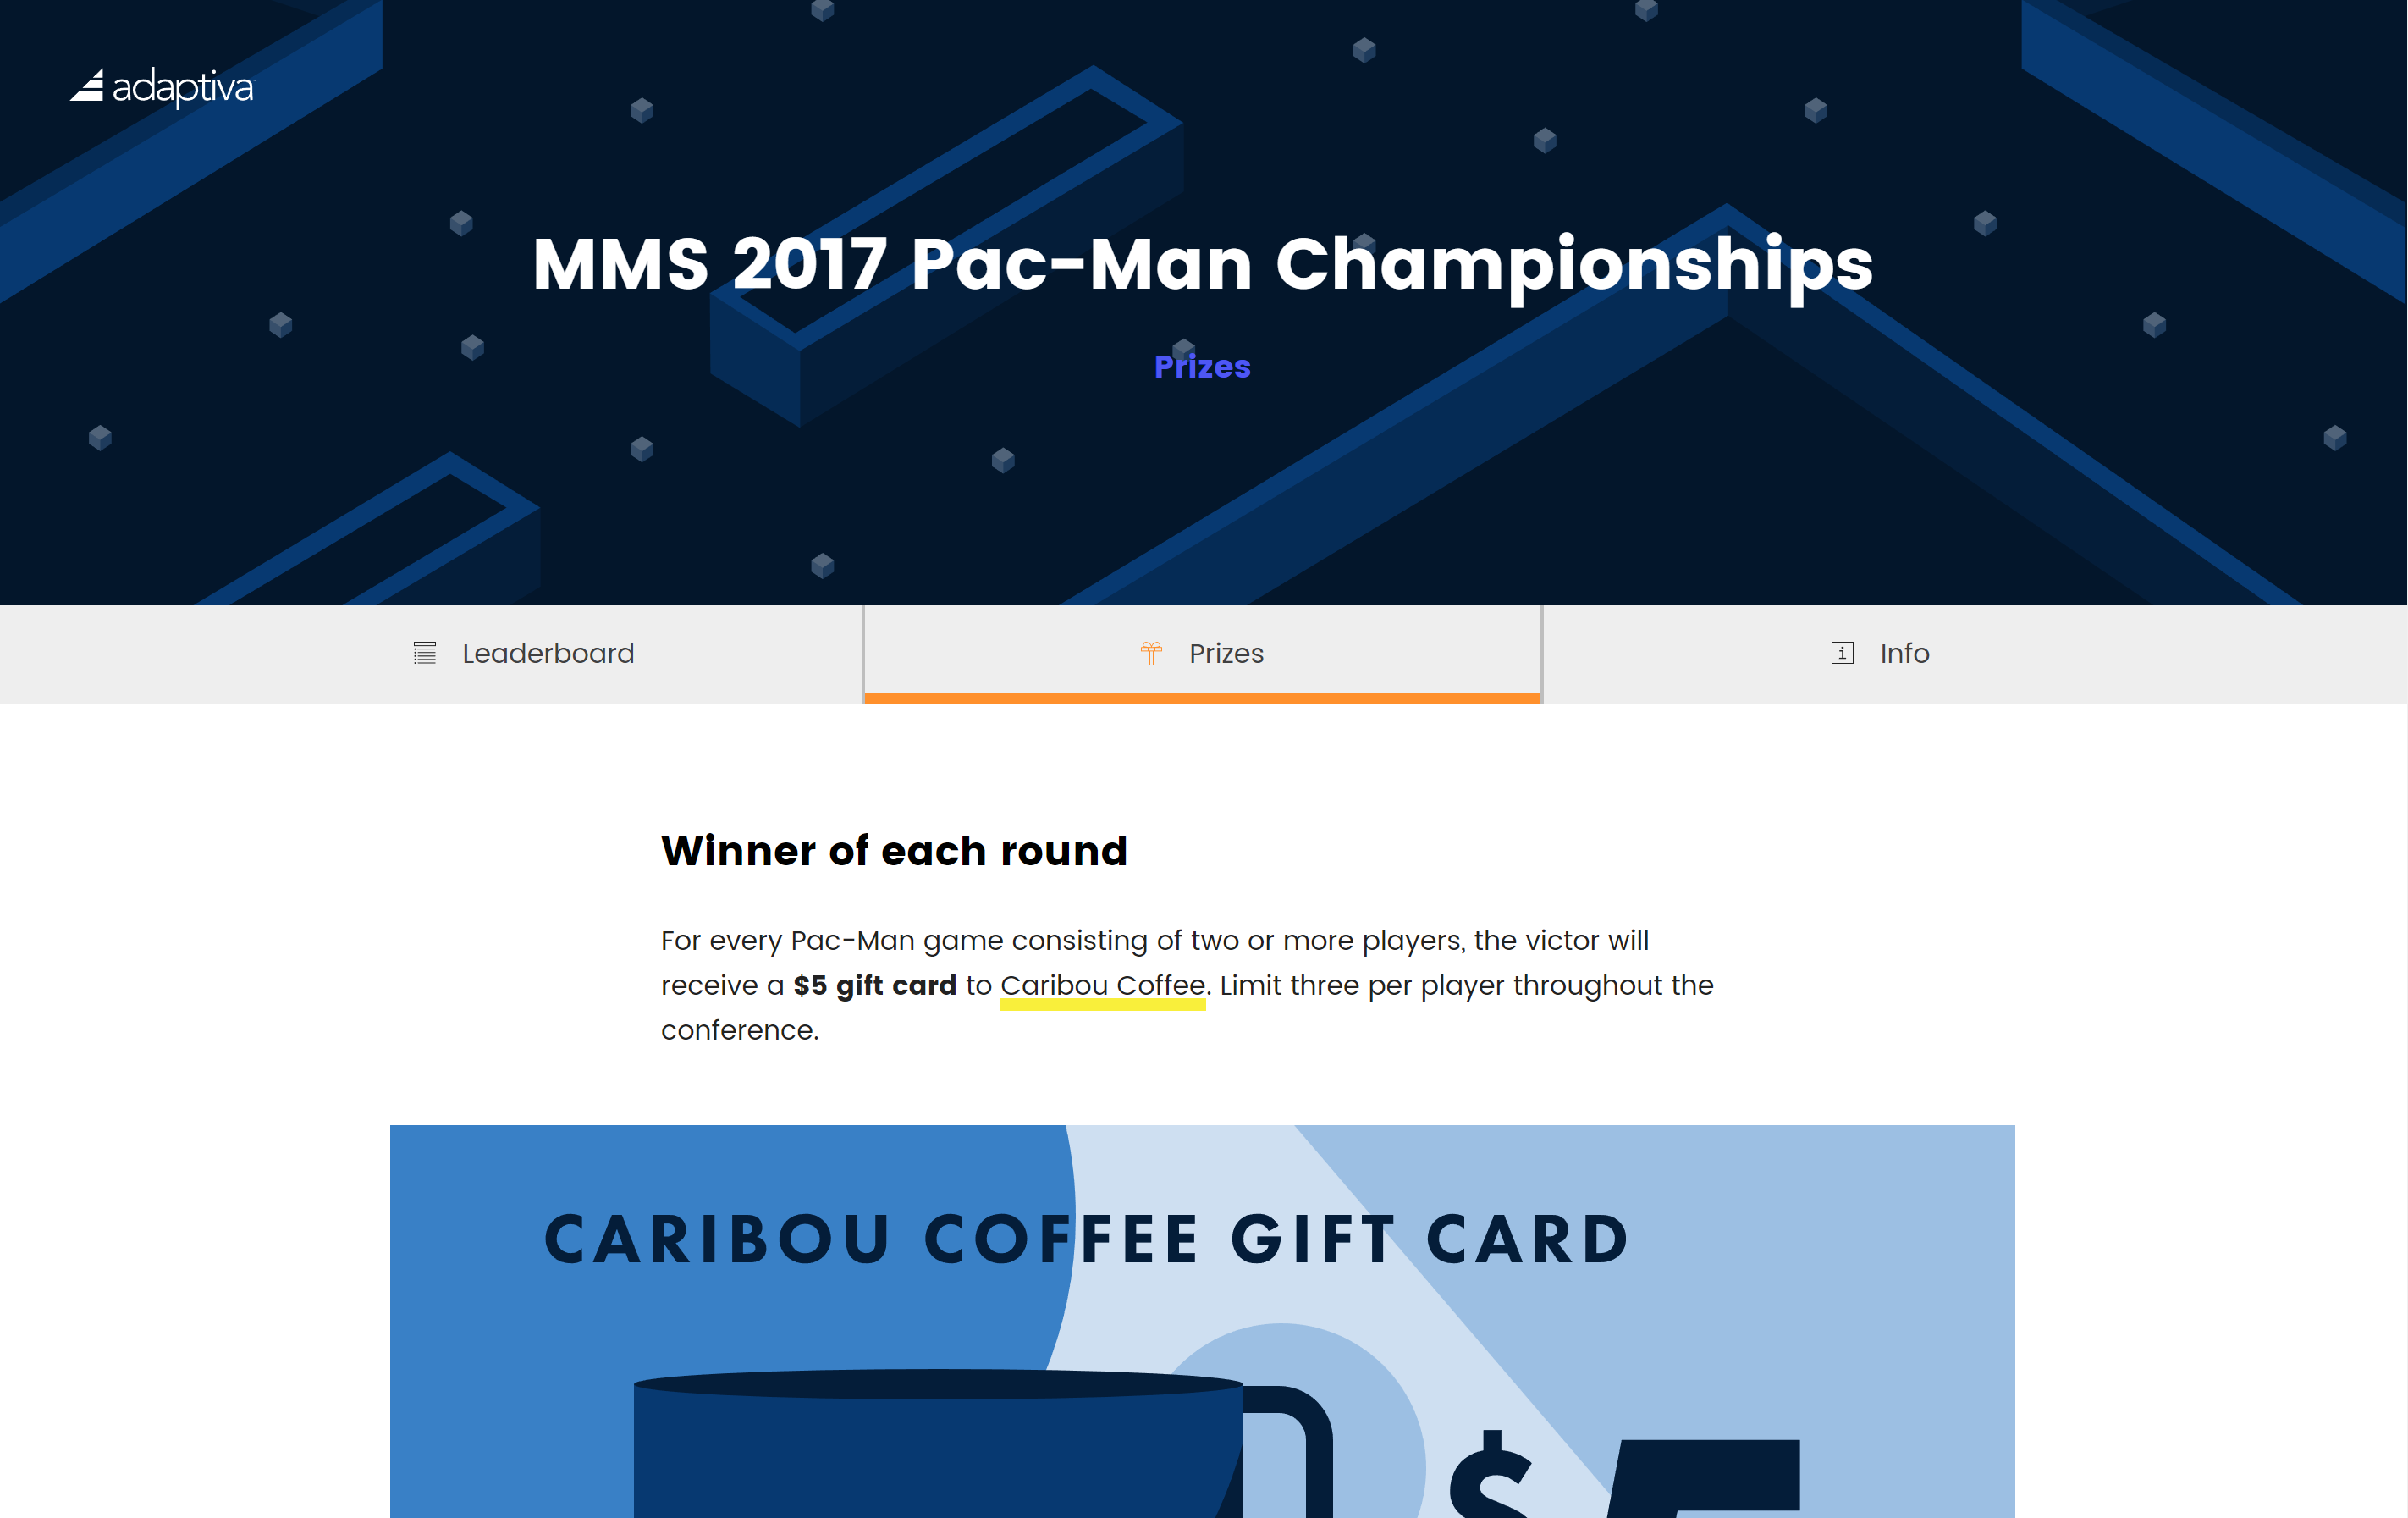 adaptiva
MMS 2017 Pac-Man Championships
Prizes
Leaderboard
Prizes
Info
Winner of each round
For every Pac-Man game consisting of two or more players, the victor will
receive a $5 gift card to Caribou Coffee. Limit three per player throughout the
conference.
CARIBOU COFFEE GIFT CARD
$5